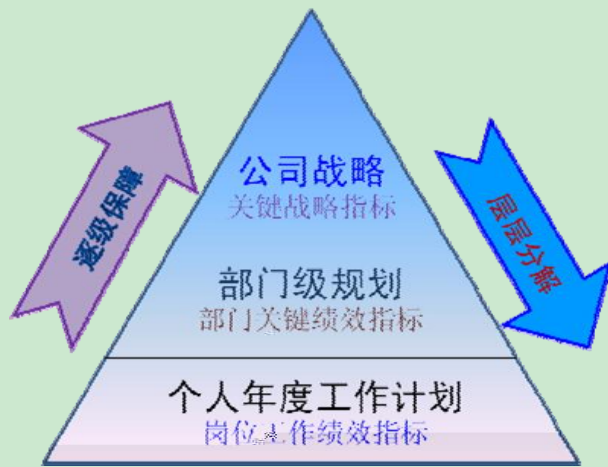 公司战略
关键战略指标
逐级保障
层层分解
部门级规划
部门关键绩效指标
个人年度工作计划
岗位工作绩效指标